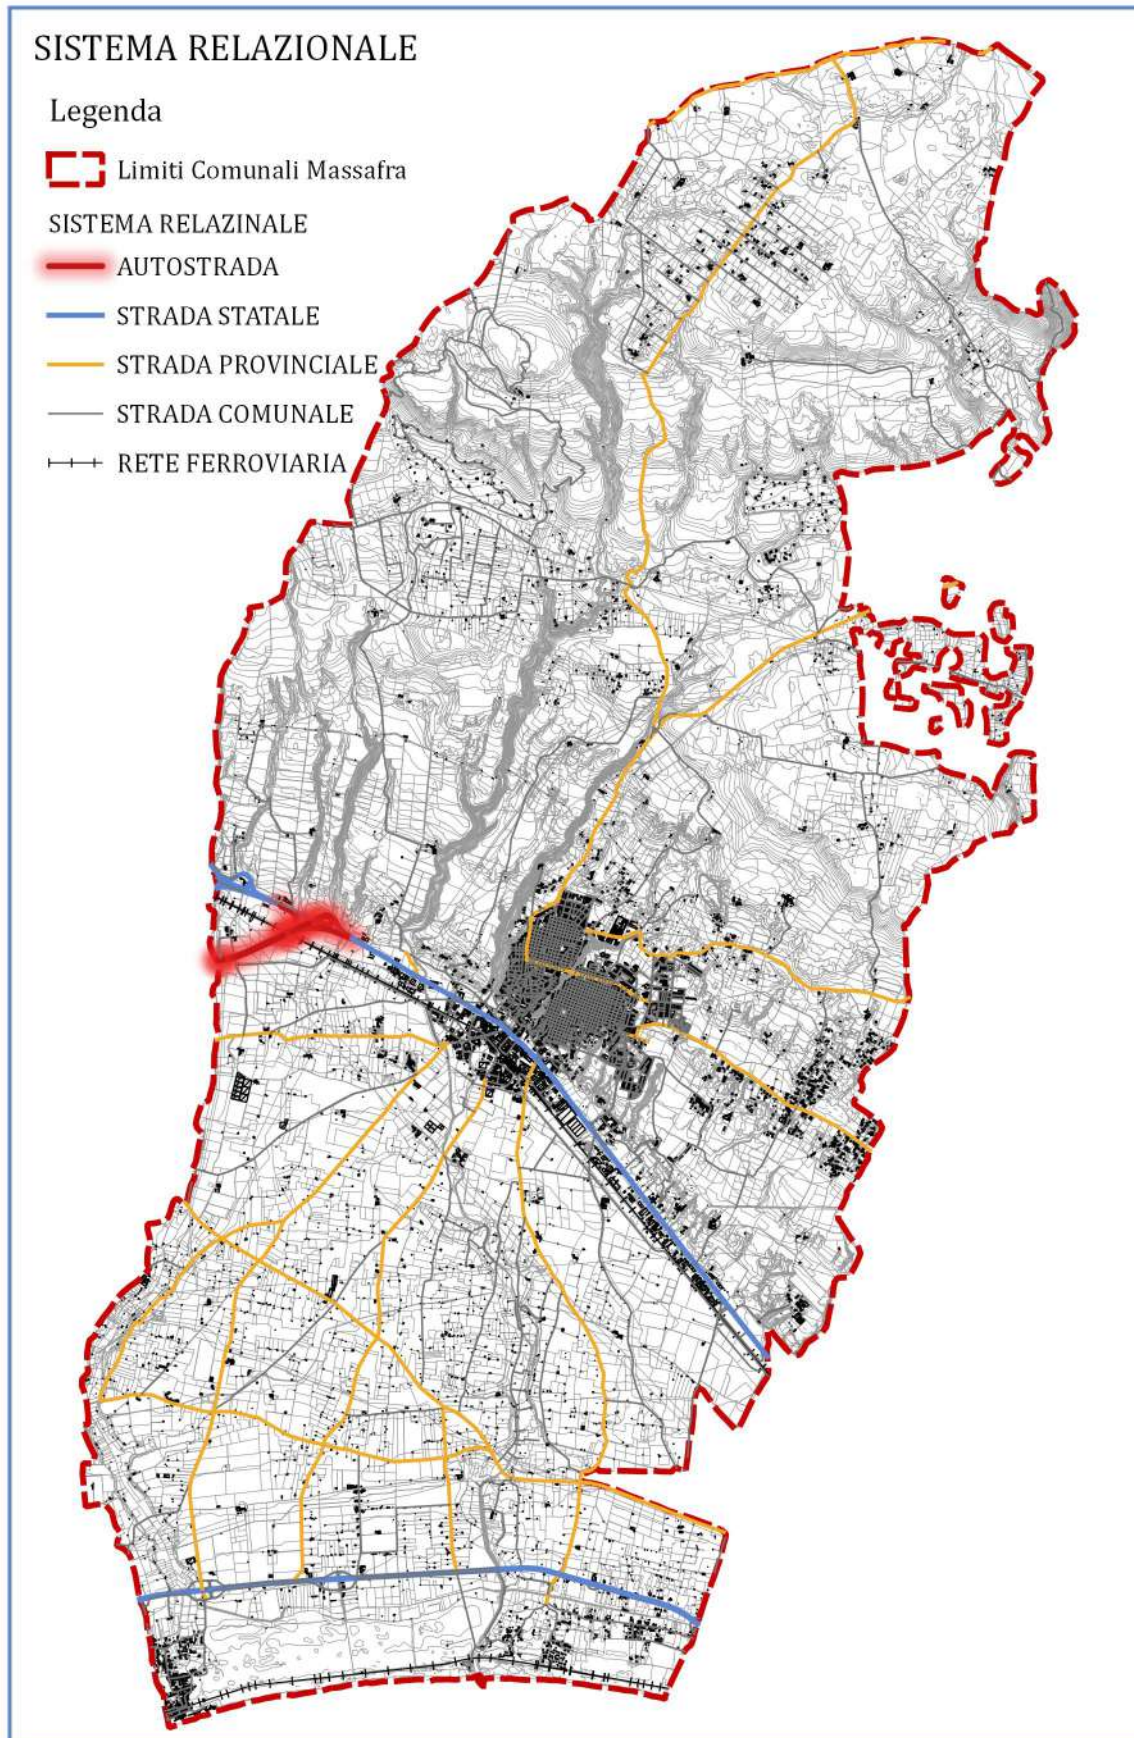 SISTEMA RELAZIONALE
Legenda
Limiti Comunali Massafra
SISTEMA RELAZINALE
AUTOSTRADA
STRADA STATALE
STRADA PROVINCIALE
STRADA COMUNALE
RETE FERROVIARIA